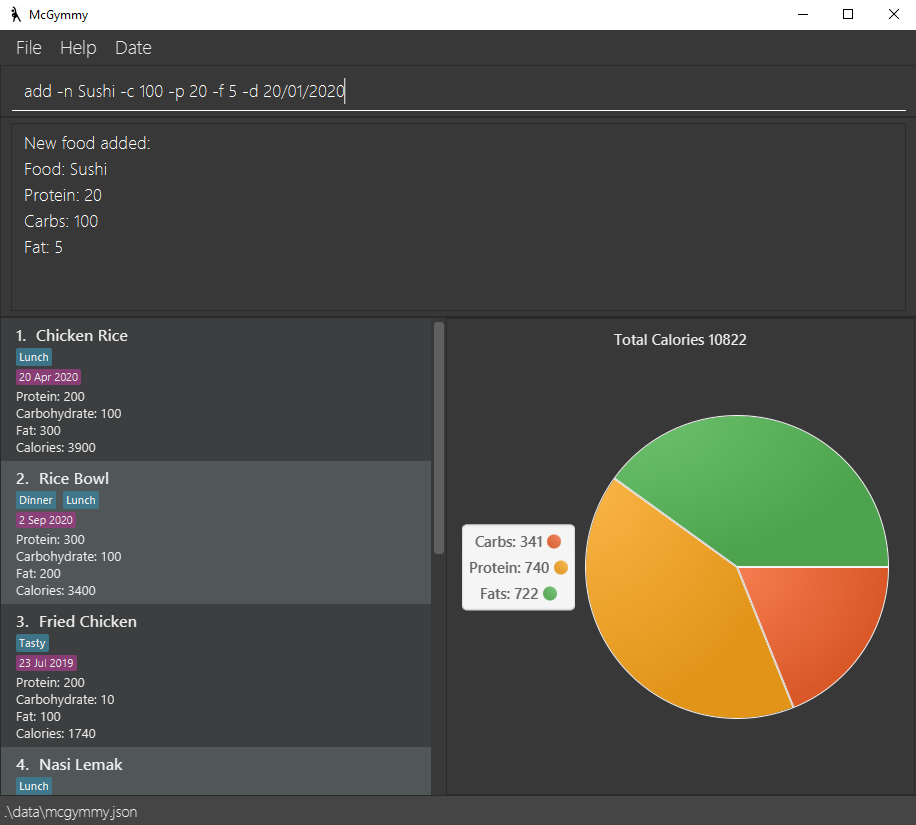 McGymmy
File Help Date
add -n Sushi -c 100 -p 20 -f 5 -d 20/01/2020
New food added:
Food: Sushi
Protein: 20
Carbs: 100
Fat: 5
1. Chicken Rice
Lunch
20 Apr 2020
Protein: 200
Carbohydrate: 100
Fat: 300
Calories: 3900
2. Rice Bowl
Dinner Lunch
2 Sep 2020
Protein: 300
Carbohydrate: 100
Fat: 200
Calories: 3400
3. Fried Chicken
Tasty
23 Jul 2019
Protein: 200
Carbohydrate: 10
Fat: 100
Calories: 1740
4. Nasi Lemak
Lunch
Total Calories 10822
Carbs: 341
Protein: 740
Fats: 722
.\data\mcgymmy.json